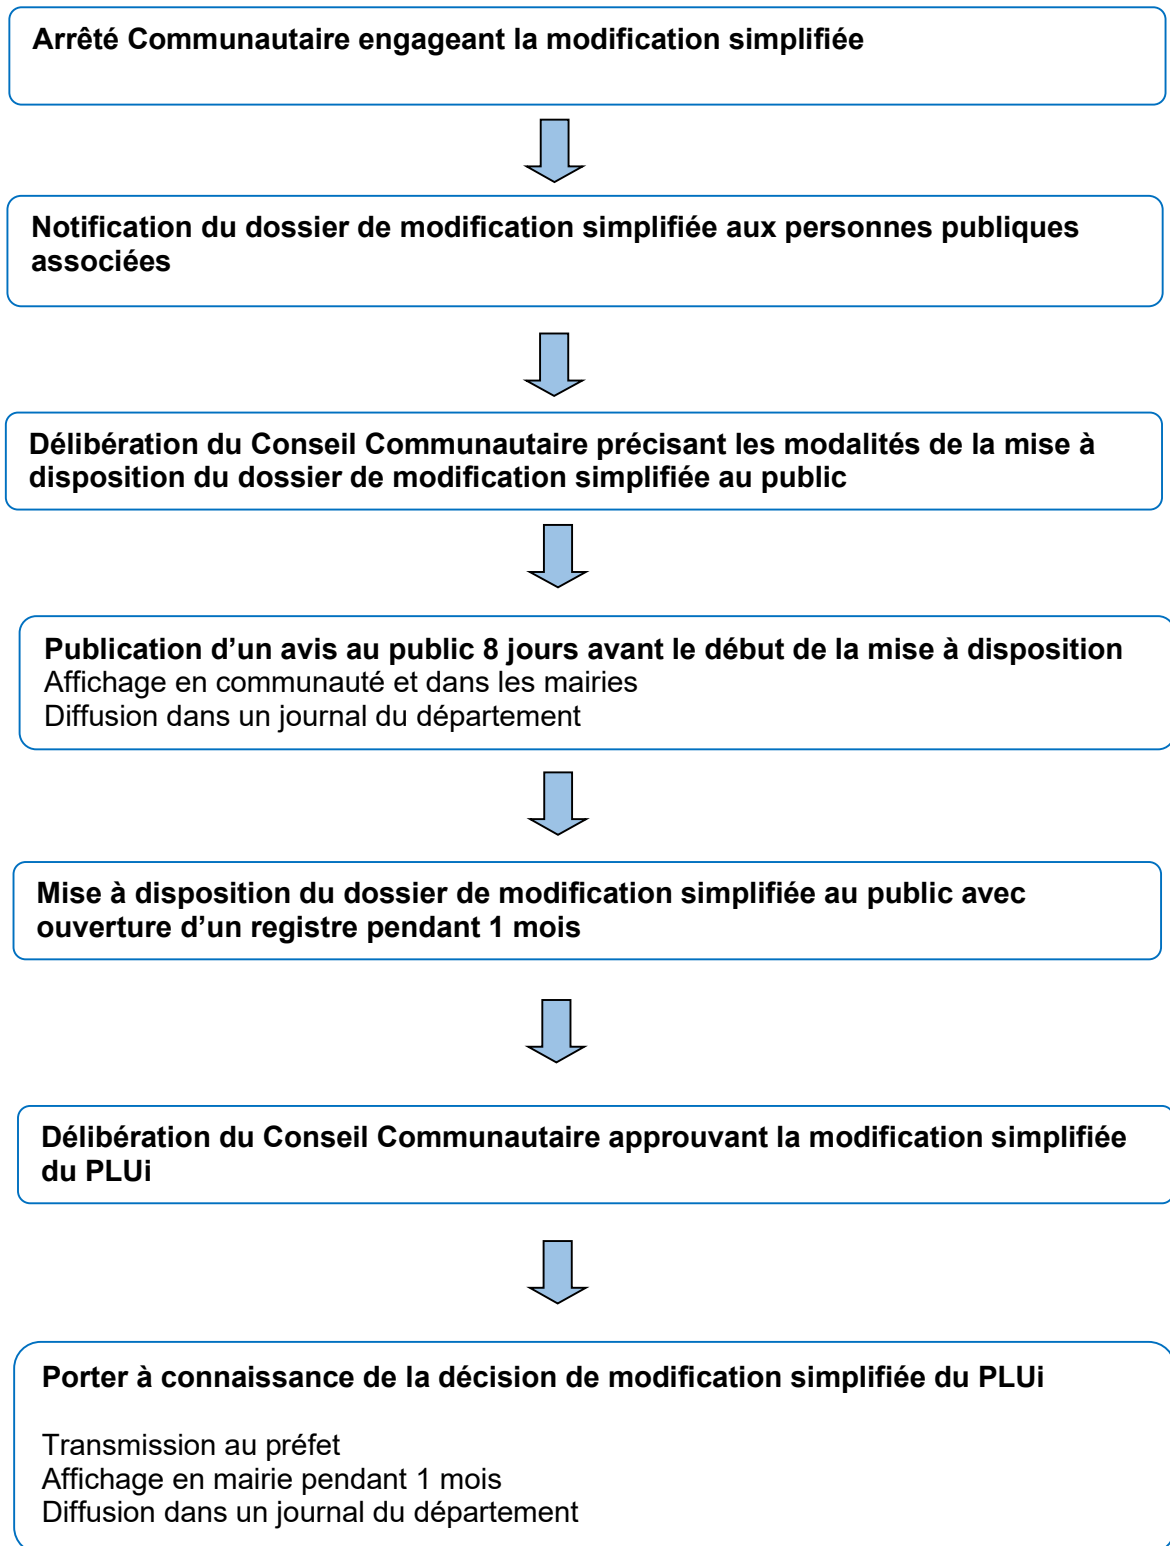 Arrêté Communautaire engageant la modification simplifiée
Notification du dossier de modification simplifiée aux personnes publiques
associées
Délibération du Conseil Communautaire précisant les modalités de la mise à
disposition du dossier de modification simplifiée au public
Publication d’un avis au public 8 jours avant le début de la mise à disposition
Affichage en communauté et dans les mairies
Diffusion dans un journal du département
Mise à disposition du dossier de modification simplifiée au public avec
ouverture d’un registre pendant 1 mois
Délibération du Conseil Communautaire approuvant la modification simplifiée
du PLUi
Porter à connaissance de la décision de modification simplifiée du PLUi
Transmission au préfet
Affichage en mairie pendant 1 mois
Diffusion dans un journal du département